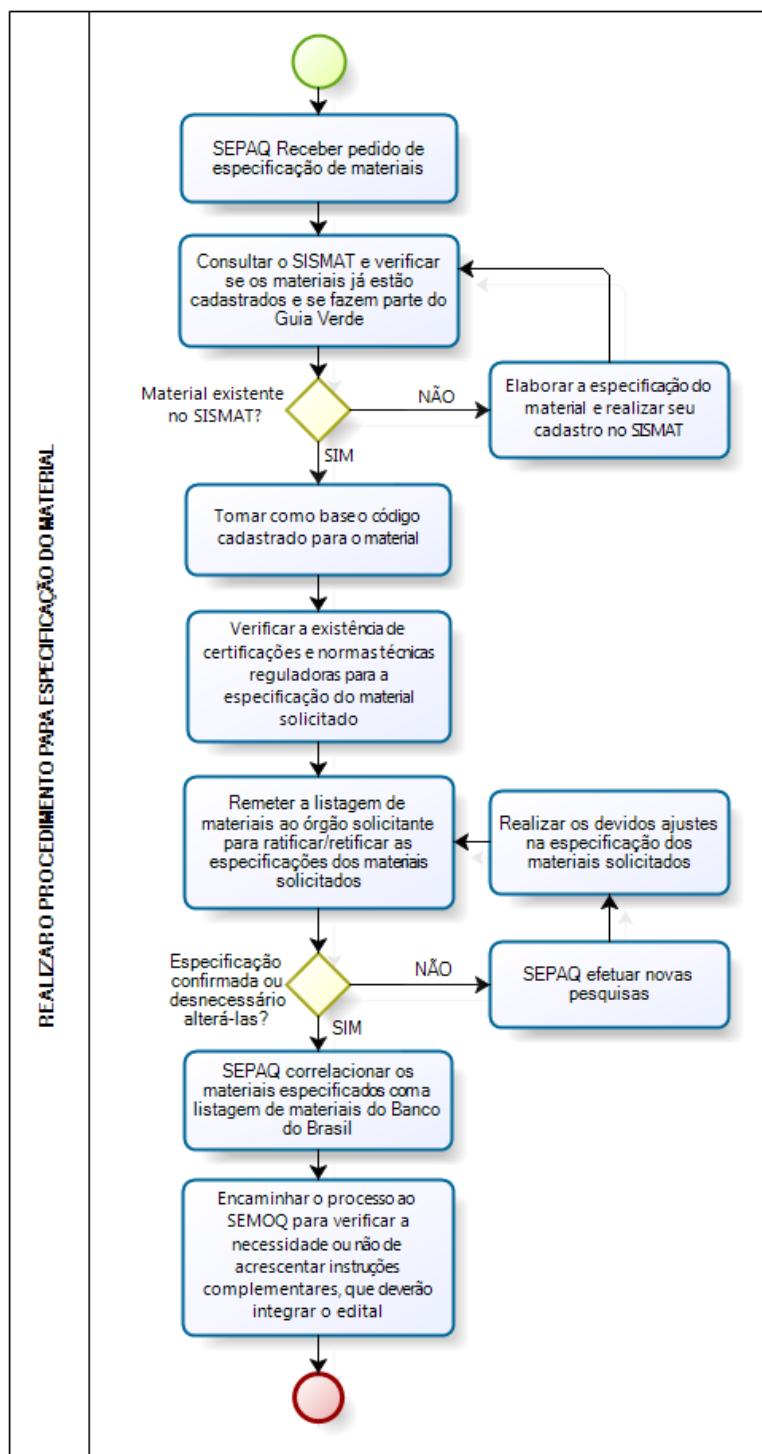 REALIZAR O PROCEDIMENTO PARA ESPECIFICAÇÃO DO MATERIAL
SEPAQ Receber pedido de
especificação de materiais
Consultar o SISMAT e verificar
se os materiais já estão
cadastrados e se fazem parte do
Guia Verde
Material existente
no SISMAT?
NÃO
Elaborar a especificação do
material e realizar seu
cadastro no SISMAT
SIM
Tomar como base o código
cadastrado para o material
Verificar a existência de
certificações e normas técnicas
reguladoras para a
especificação do material
solicitado
Remeter a listagem de
materiais ao órgão solicitante
para ratificar/retificar as
especificações dos materiais
solicitados
Realizar os devidos ajustes
na especificação dos
materiais solicitados
Especificação
confirmada ou
desnecessário
alterá-las?
NÃO
SEPAQ efetuar novas
pesquisas
SIM
SEPAQ correlacionar os
materiais especificados com a
listagem de materiais do Banco
do Brasil
Encaminhar o processo ao
SEMOQ para verificar a
necessidade ou não de
acrescentar instruções
complementares, que deverão
integrar o edital